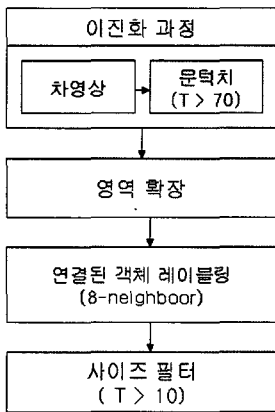 이진화 과정
차영상
문턱치
(T > 70)
영역 확장
연결된 객체 레이블링
(8-neighboor)
사이즈 필터
( T > 10)